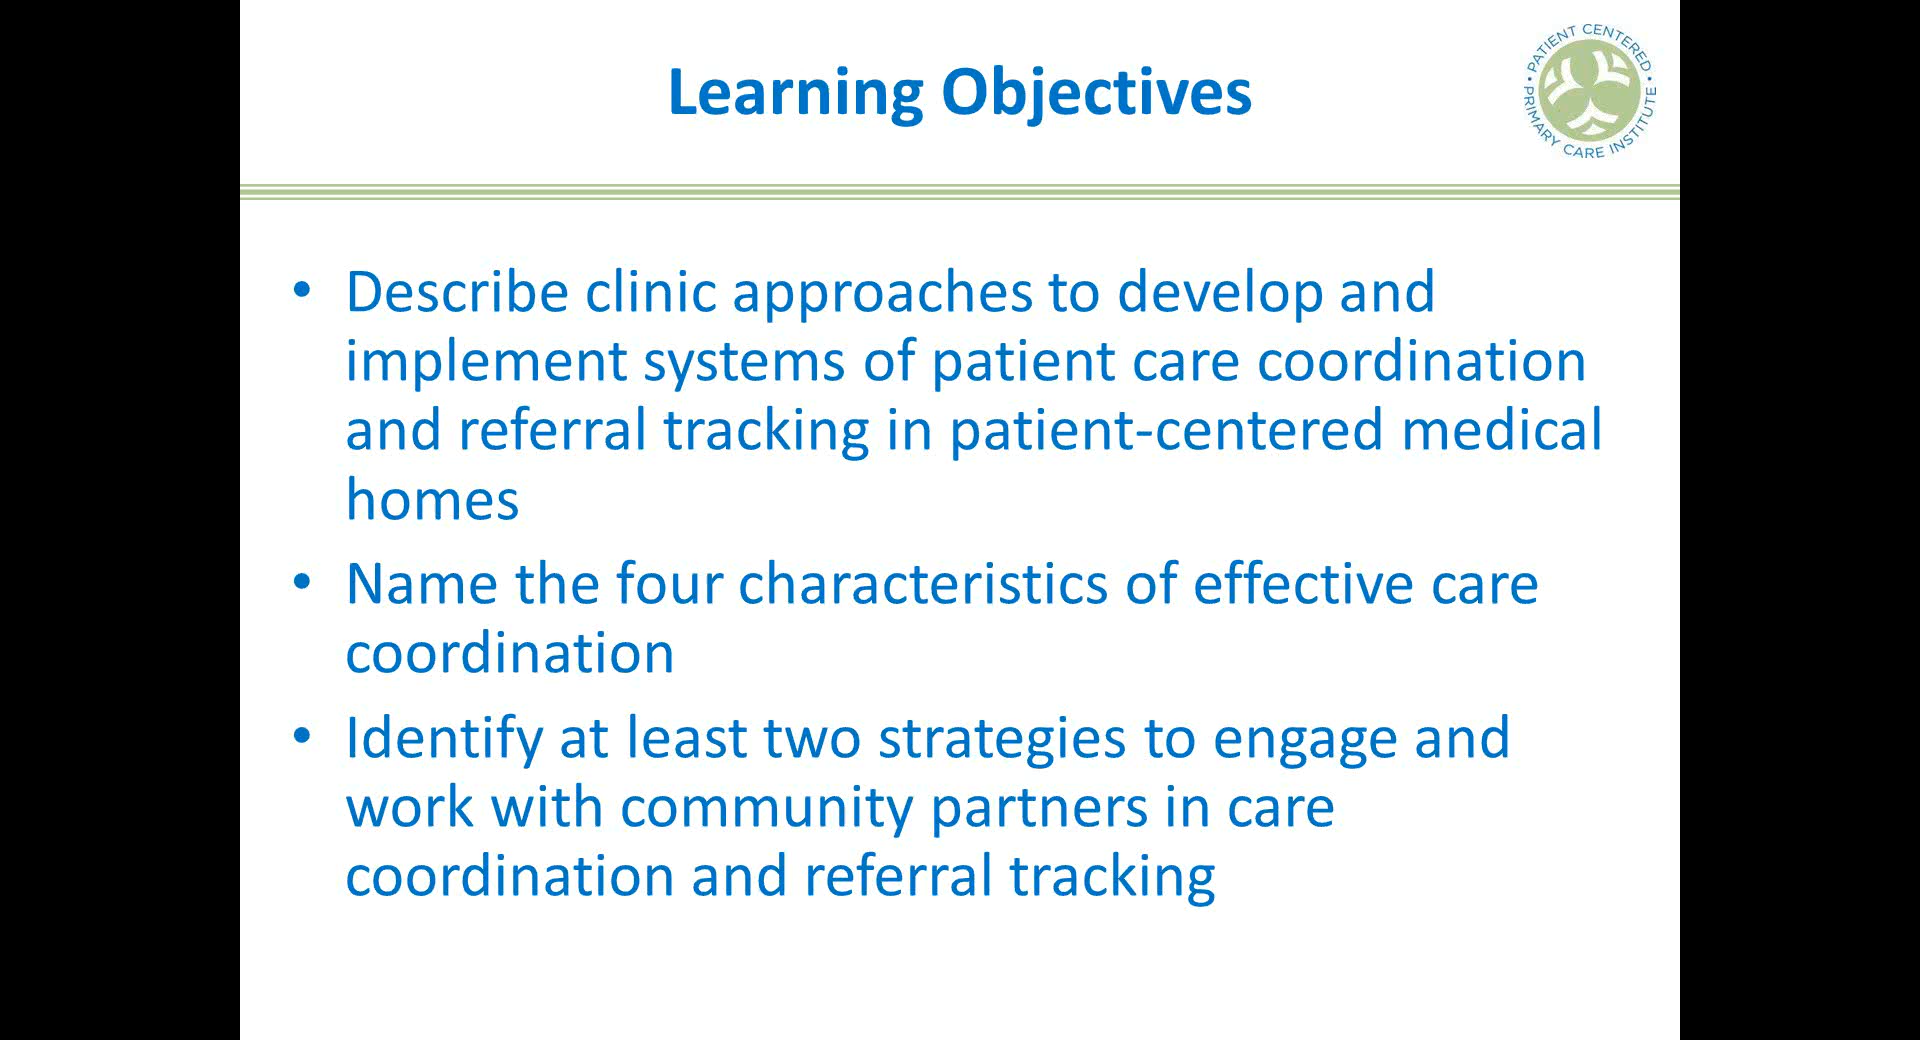 Learning Objectives
PATIENT CENTERED
PRIMARY CARE INSTITUTE
• Describe clinic approaches to develop and
implement systems of patient care coordination
and referral tracking in patient-centered medical
homes
• Name the four characteristics of effective care
coordination
• Identify at least two strategies to engage and
work with community partners in care
coordination and referral tracking